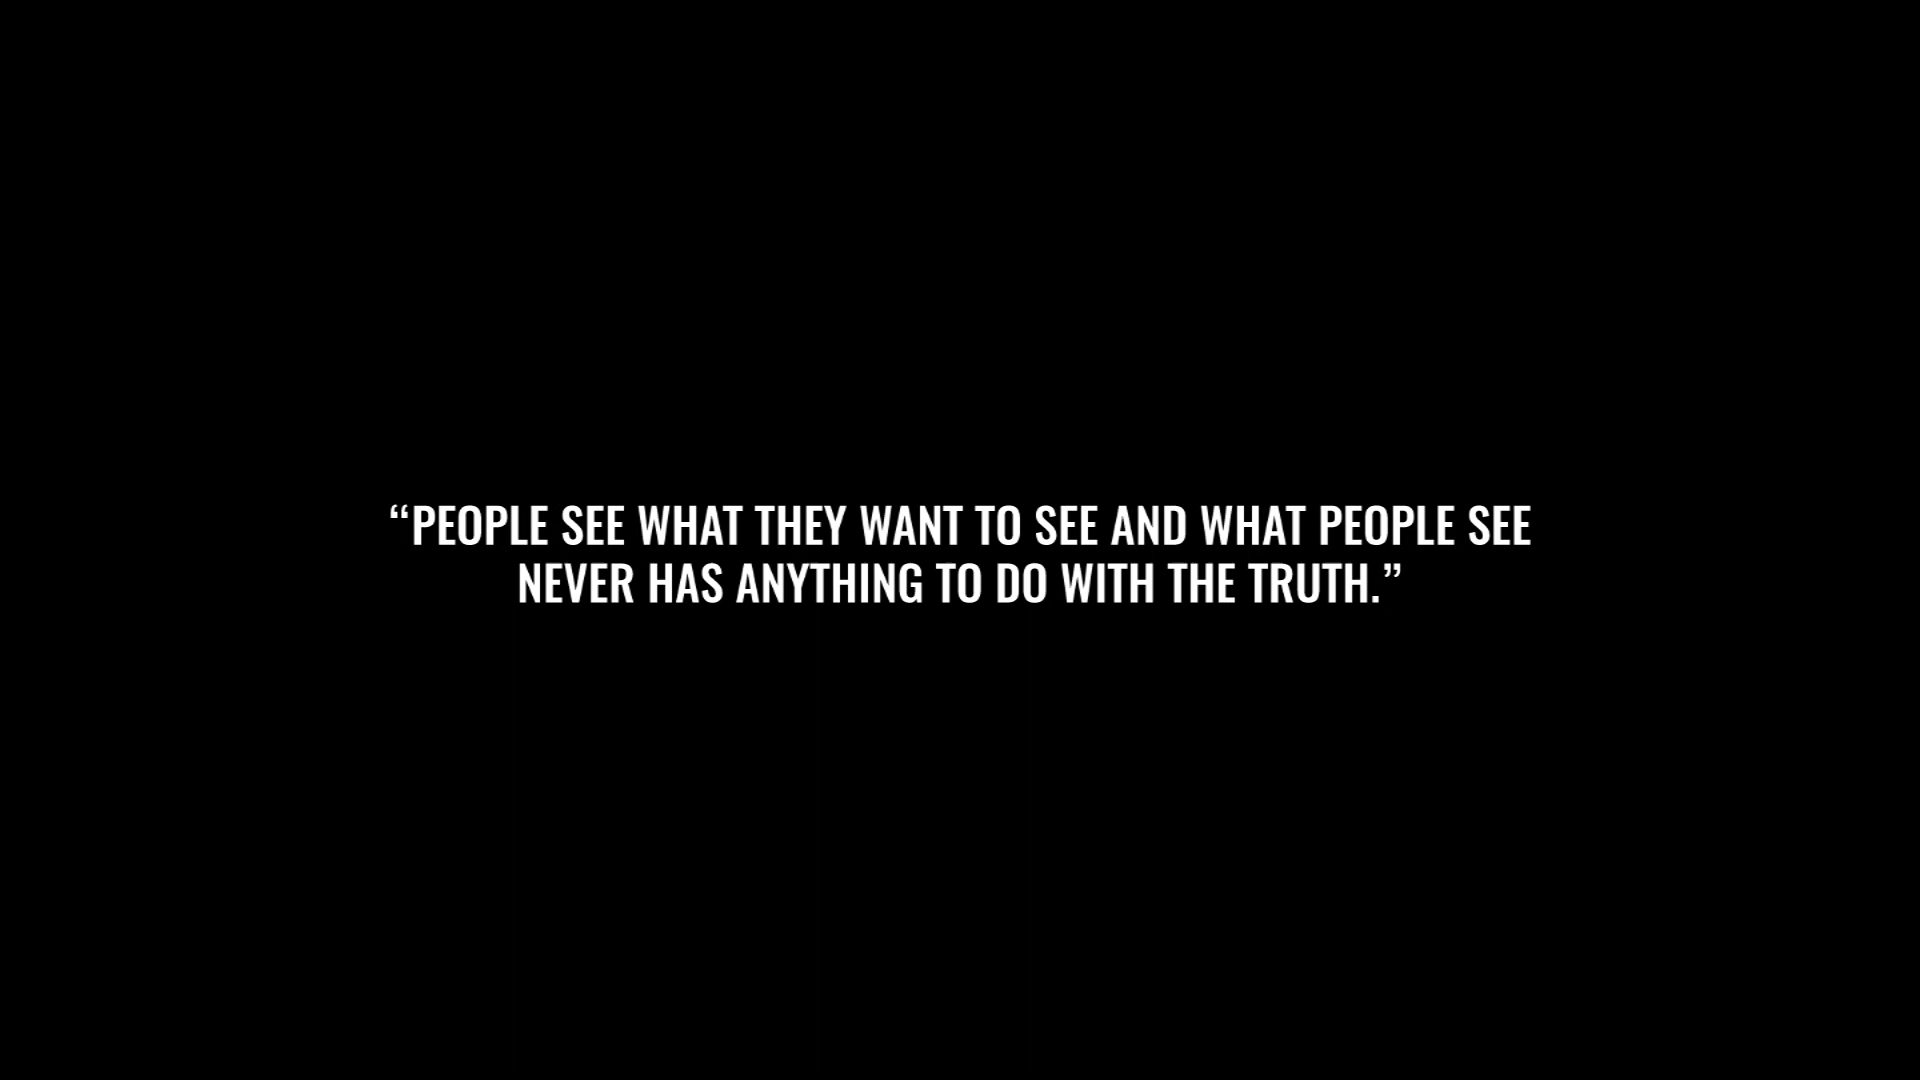 “PEOPLE SEE WHAT THEY WANT TO SEE AND WHAT PEOPLE SEE
NEVER HAS ANYTHING TO DO WITH THE TRUTH.”